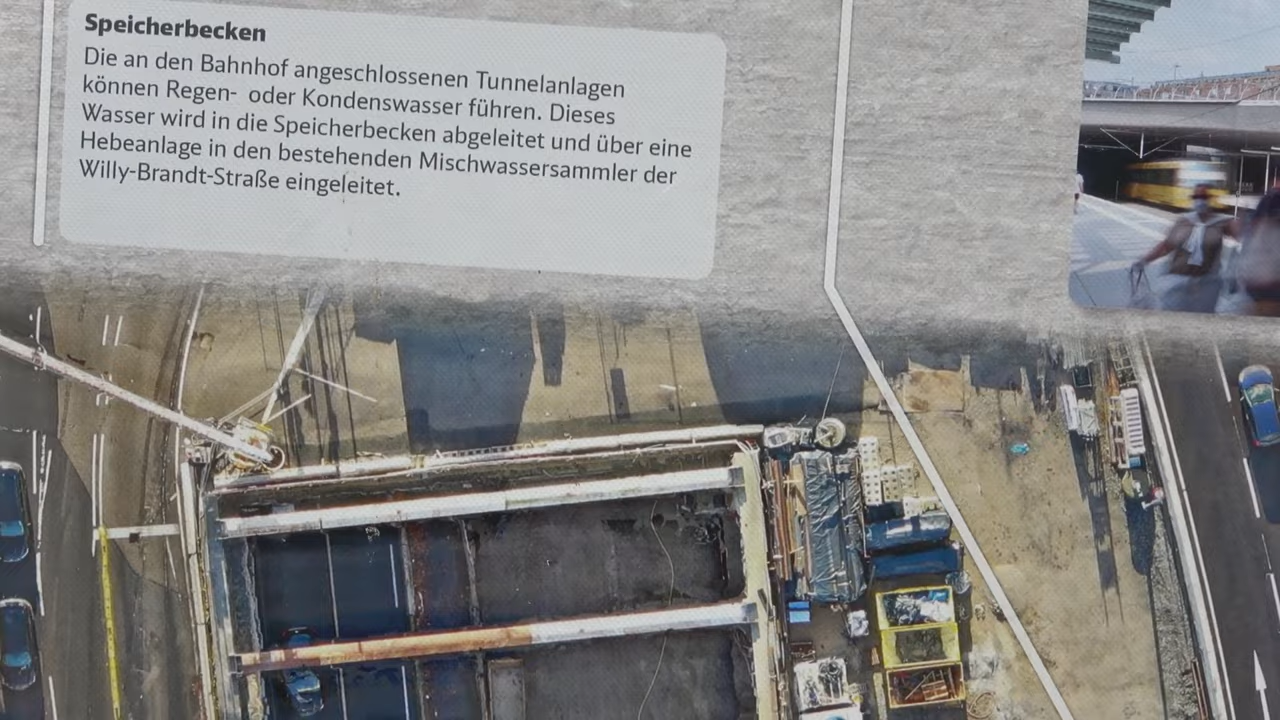 Speicherbecken
Die an den Bahnhof angeschlossenen Tunnelanlagen
können Regen- oder Kondenswasser führen. Dieses
Wasser wird in die Speicherbecken abgeleitet und über eine
Hebeanlage in den bestehenden Mischwassersammler der
Willy-Brandt-Straße eingeleitet.